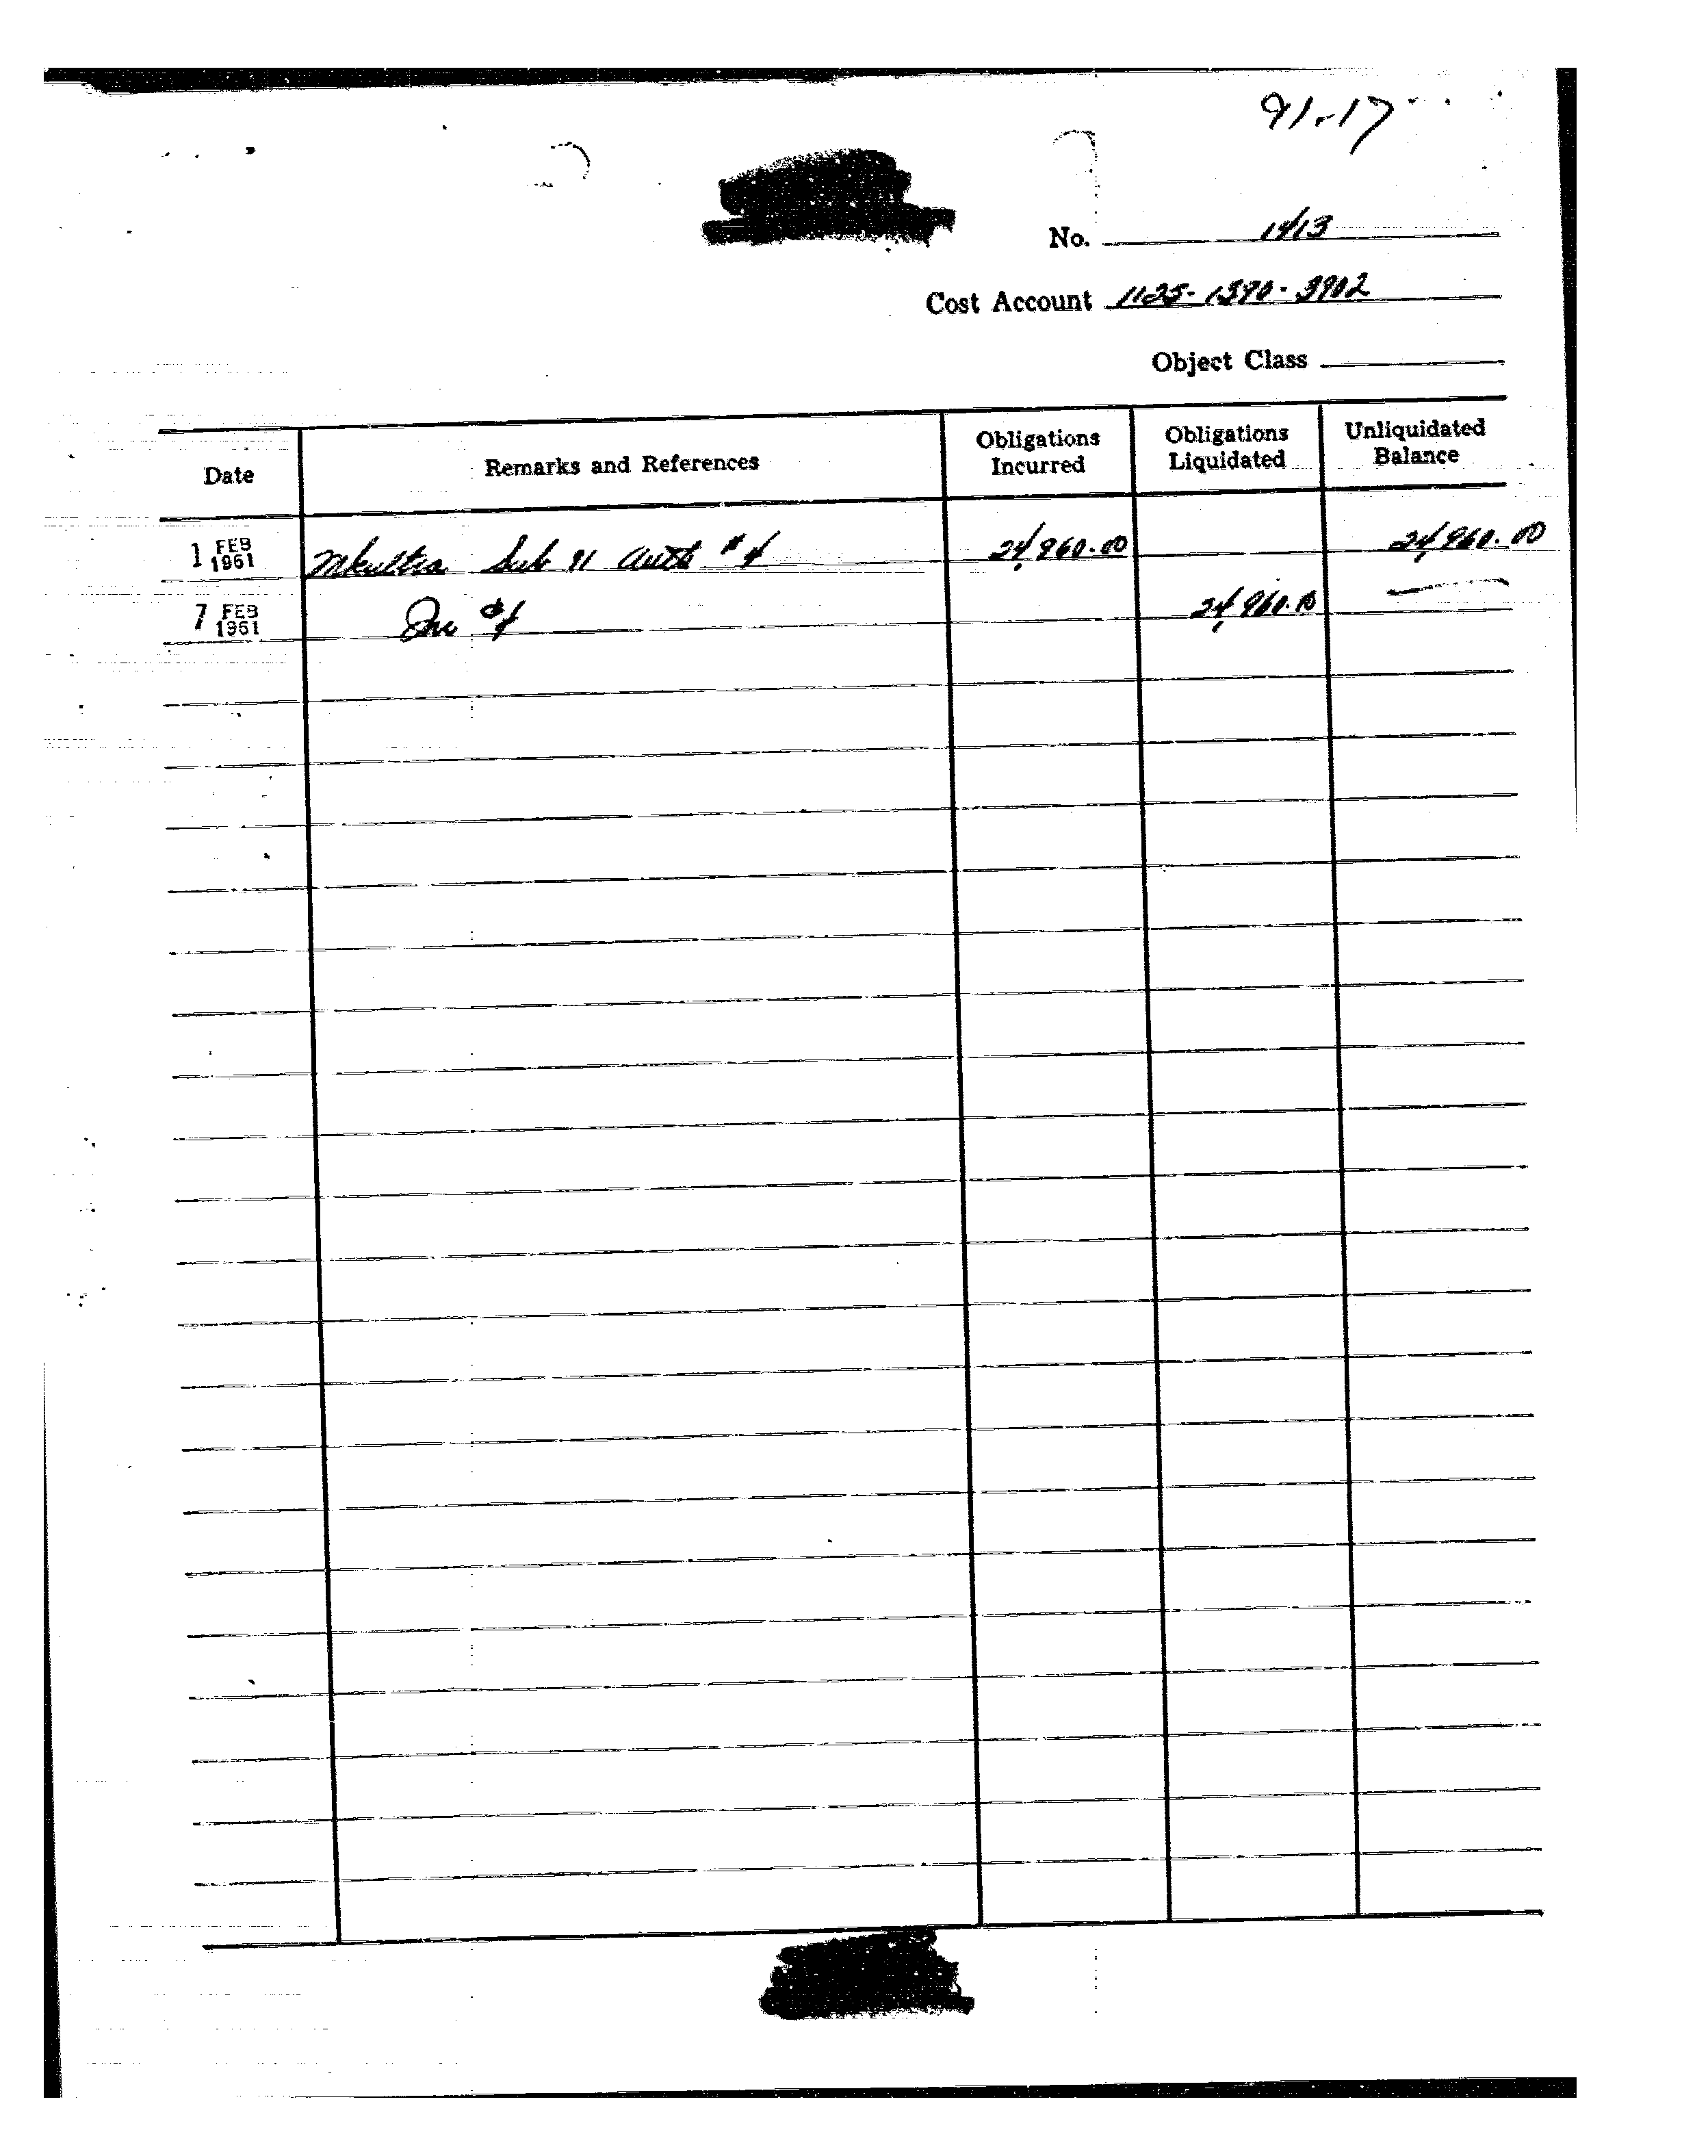 91-17
No. 1413
Cost Account 1125-1390-3902
Object Class
Date Remarks and References Obligations Incurred Obligations Liquidated Unliquidated Balance
1 FEB 1961 Mkultra Sub 91 Auth #4 24,960.00 24,960.00
7 FEB 1961 Inv #4 24,960.00 —